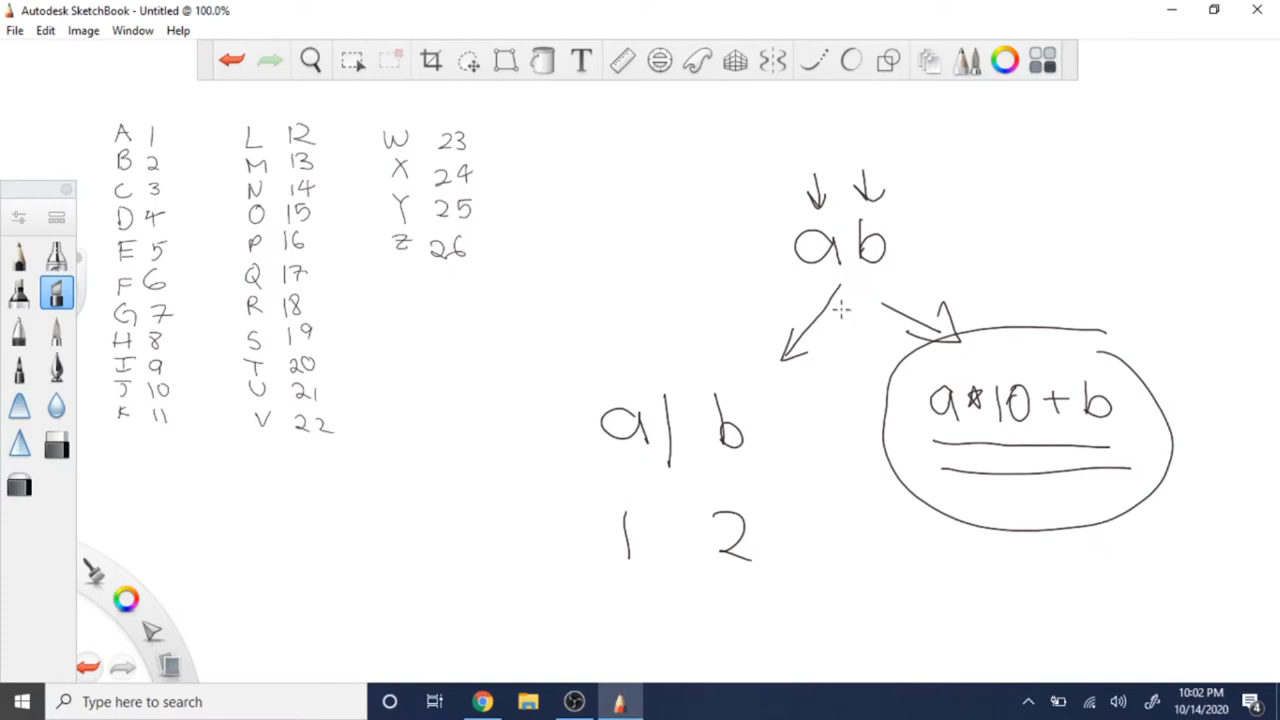 Autodesk SketchBook - Untitled @ 100.0%
File Edit Image Window Help
T
A 1
B 2
C 3
D 4
E 5
F 6
G 7
H 8
I 9
J 10
K 11
L 12
M 13
N 14
O 15
P 16
Q 17
R 18
S 19
T 20
U 21
V 22
W 23
X 24
Y 25
Z 26
ab
a | b
1 2
a*10+b
Type here to search
10:02 PM
10/14/2020
4